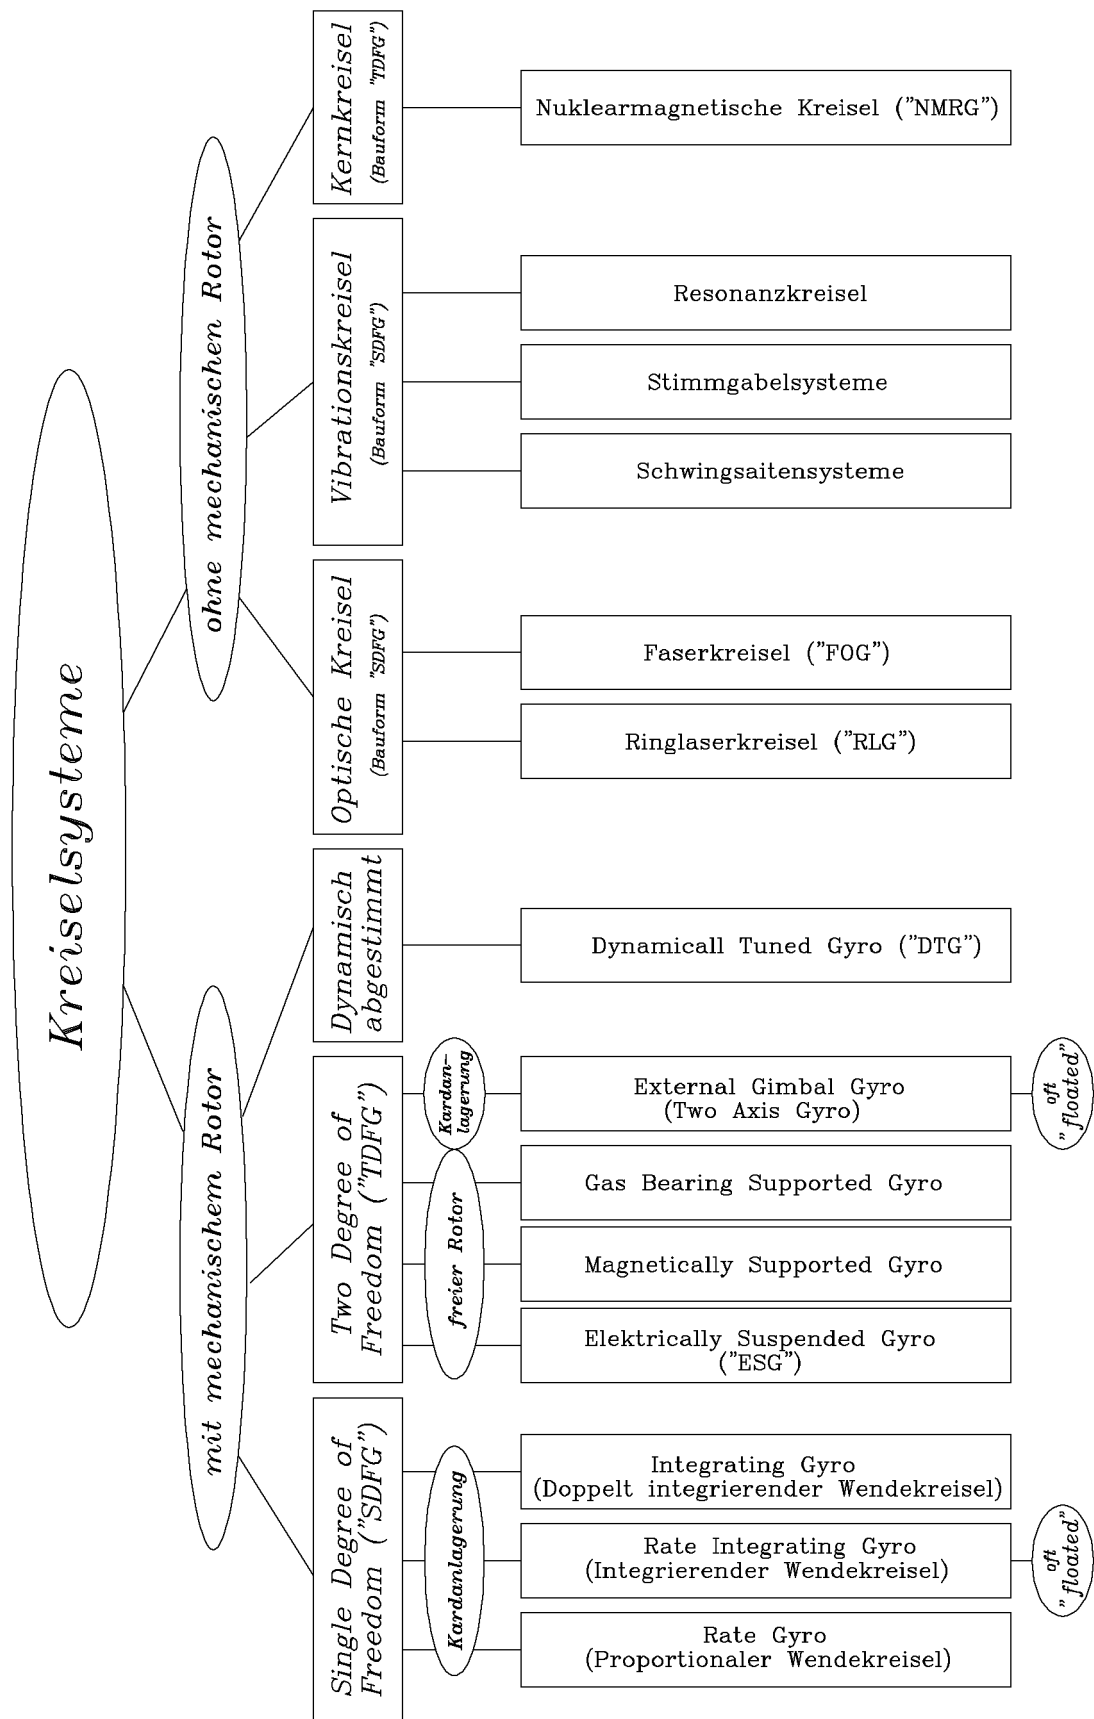 Kreiselsysteme
ohne mechanischen Rotor
mit mechanischem Rotor
Kernkreisel
(Bauform "TDFG")
Nuklearmagnetische Kreisel ("NMRG")
Vibrationskreisel
(Bauform "SDFG")
Resonanzkreisel
Stimmgabelsysteme
Schwingsaitensysteme
Optische Kreisel
(Bauform "SDFG")
Faserkreisel ("FOG")
Ringlaserkreisel ("RLG")
Dynamisch
abgestimmt
Dynamicall Tuned Gyro ("DTG")
Two Degree of
Freedom ("TDFG")
Kardan-
lagerung
External Gimbal Gyro
(Two Axis Gyro)
oft
"floated"
freier Rotor
Gas Bearing Supported Gyro
Magnetically Supported Gyro
Elektrically Suspended Gyro
("ESG")
Single Degree of
Freedom ("SDFG")
Kardanlagerung
Integrating Gyro
(Doppelt integrierender Wendekreisel)
Rate Integrating Gyro
(Integrierender Wendekreisel)
oft
"floated"
Rate Gyro
(Proportionaler Wendekreisel)